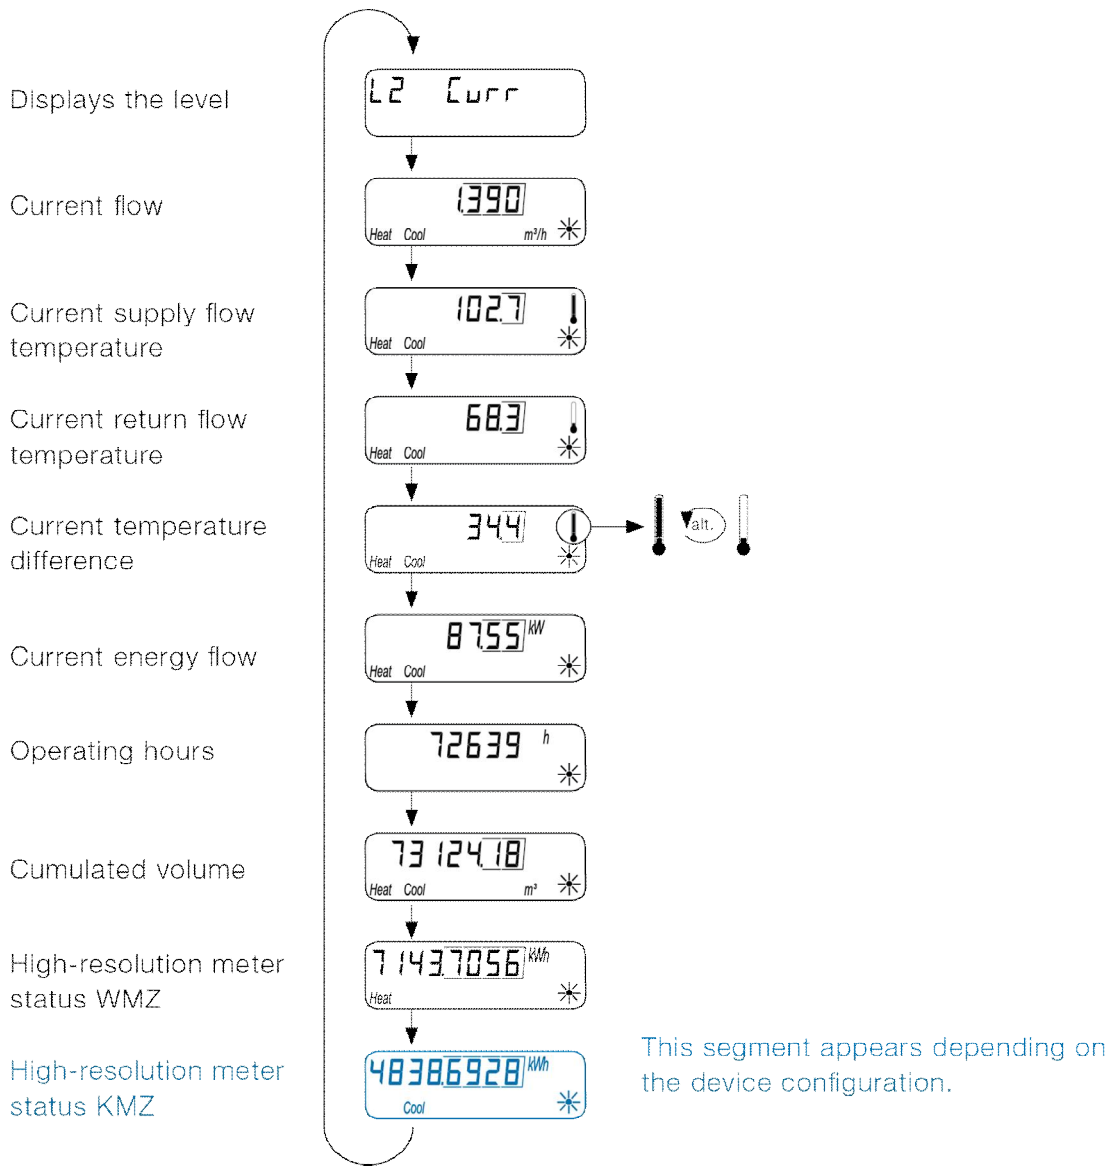 Displays the level
L2 Curr
Current flow
1.390
Heat Cool m³/h
Current supply flow
temperature
102.7
Heat Cool
Current return flow
temperature
68.3
Heat Cool
Current temperature
difference
34.4
alt.
Heat Cool
Current energy flow
87.55 kW
Heat Cool
Operating hours
72639 h
Cumulated volume
73124.18
Heat Cool m³
High-resolution meter
status WMZ
7143.7056 kWh
Heat
High-resolution meter
status KMZ
4838.6928 kWh
Cool
This segment appears depending on
the device configuration.